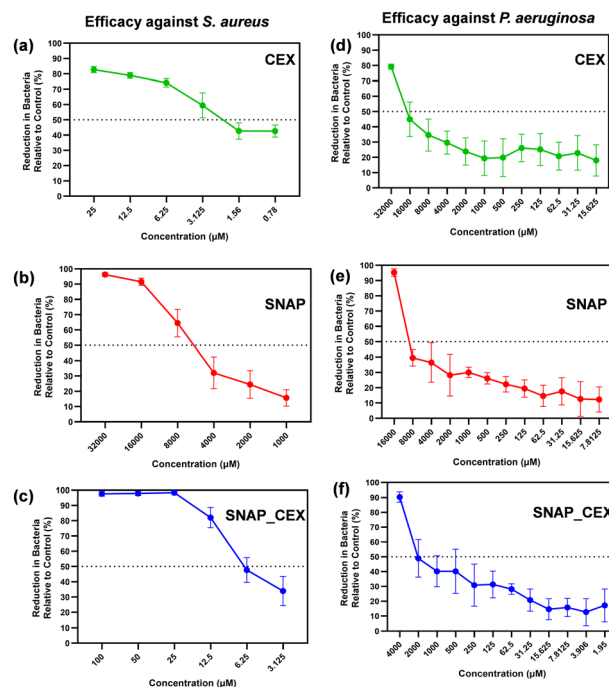 Efficacy against S. aureus
Efficacy against P. aeruginosa
(a)
CEX
Reduction in Bacteria
Relative to Control (%)
100
90
80
70
60
50
40
30
20
10
0
25 12.5 6.25 3.125 1.56 0.78
Concentration (µM)
(d)
CEX
Reduction in Bacteria
Relative to Control (%)
100
90
80
70
60
50
40
30
20
10
0
32000 16000 8000 4000 2000 1000 500 250 125 62.5 31.25 15.625
Concentration (µM)
(b)
SNAP
Reduction in Bacteria
Relative to Control (%)
100
90
80
70
60
50
40
30
20
10
0
32000 16000 8000 4000 2000 1000
Concentration (µM)
(e)
SNAP
Reduction in Bacteria
Relative to Control (%)
100
90
80
70
60
50
40
30
20
10
0
16000 8000 4000 2000 1000 500 250 125 62.5 31.25 15.625 7.8125
Concentration (µM)
(c)
SNAP_CEX
Reduction in Bacteria
Relative to Control (%)
100
90
80
70
60
50
40
30
20
10
0
100 50 25 12.5 6.25 3.125
Concentration (µM)
(f)
SNAP_CEX
Reduction in Bacteria
Relative to Control (%)
100
90
80
70
60
50
40
30
20
10
0
4000 2000 1000 500 250 125 62.5 31.25 15.625 7.8125 3.906 1.95
Concentration (µM)